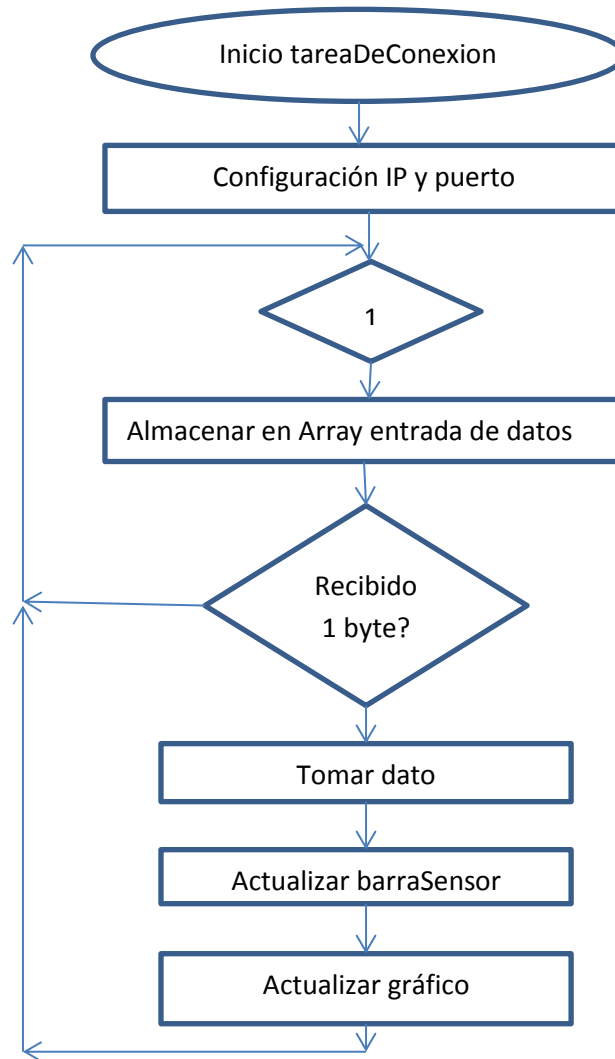 Inicio tareaDeConexion
Configuración IP y puerto
1
Almacenar en Array entrada de datos
Recibido
1 byte?
Tomar dato
Actualizar barraSensor
Actualizar gráfico